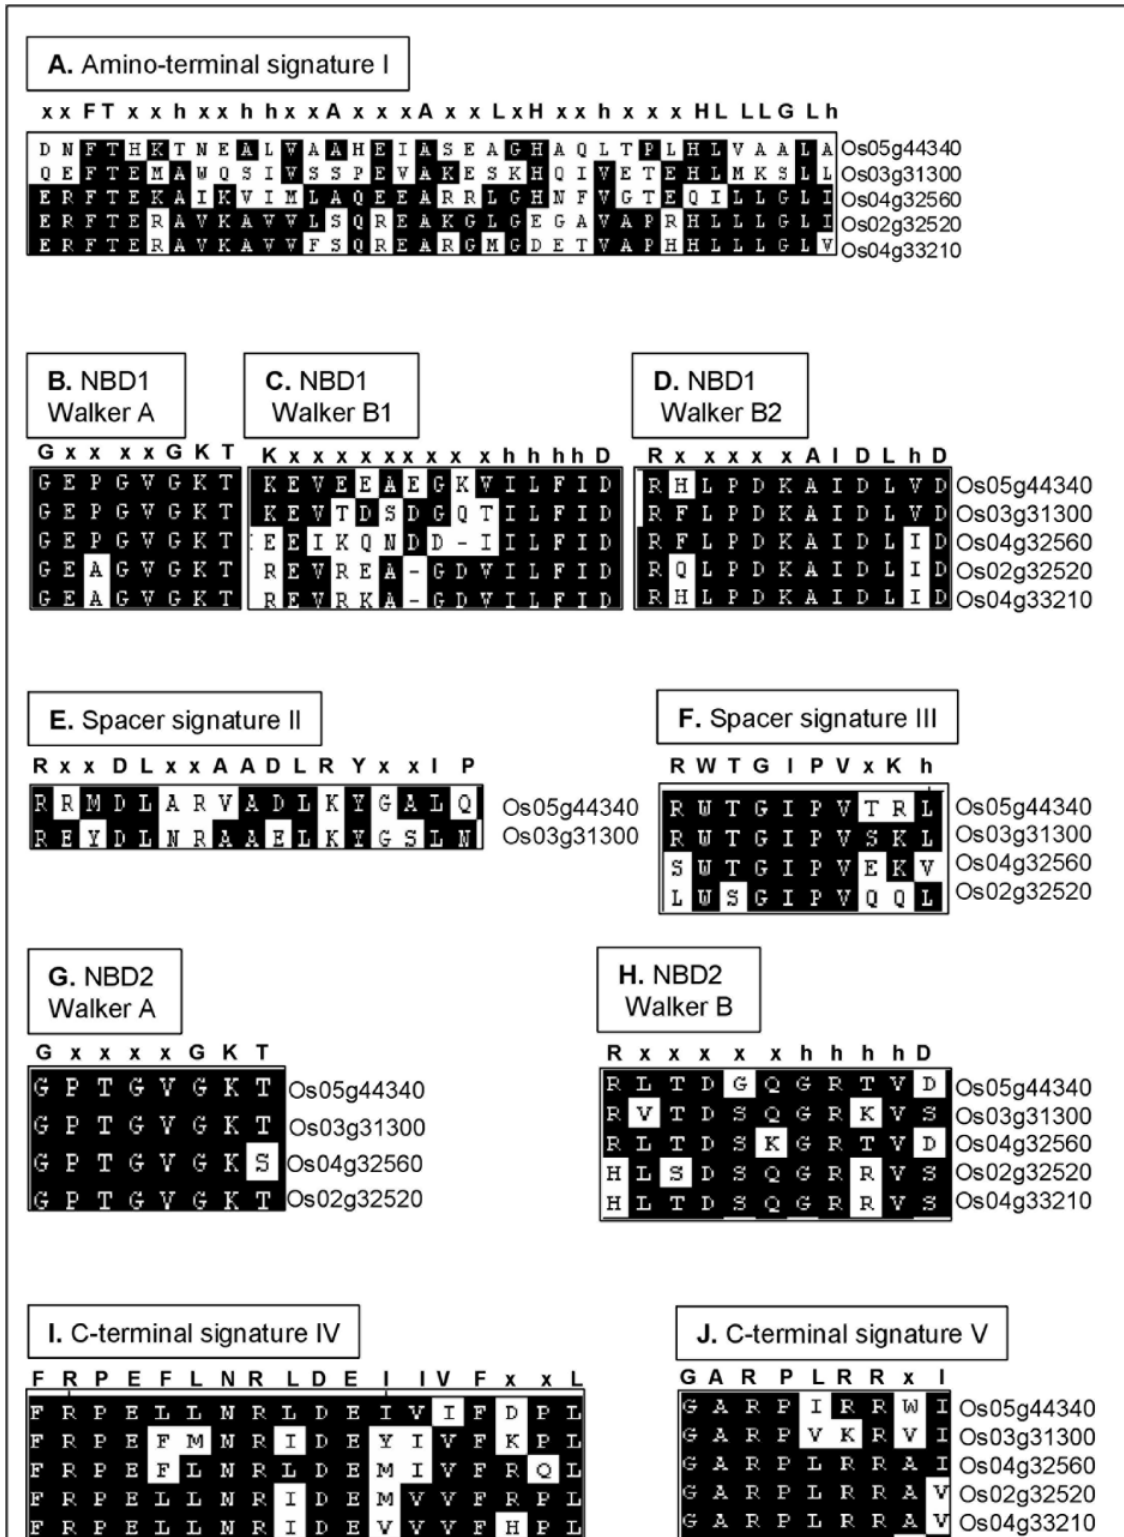 A. Amino-terminal signature I
x x F T x x h x x h h x x A x x x A x x L x H x x h x x x H L L L G L h
D N F T H K T N E A L V A A H E I A S E A G H A Q L T P L H L V A A L A Os05g44340
Q E F T E M A W Q S I V S S P E V A K E S K H Q I V E T E H L M K S L L Os03g31300
E R F T E K A I K V I M L A Q E E A R R L G H N F V G T E Q I L L G L I Os04g32560
E R F T E R A V K A V V L S Q R E A K G L G E G A V A P R H L L L G L I Os02g32520
E R F T E R A V K A V V F S Q R E A R G M G D E T V A P H H L L L G L V Os04g33210
B. NBD1
Walker A
C. NBD1
Walker B1
D. NBD1
Walker B2
G x x x x G K T K x x x x x x x x x h h h h D R x x x x x A I D L h D
G E P G V G K T K E V E E A E G K V I L F I D R H L P D K A I D L V D Os05g44340
G E P G V G K T K E V T D S D G Q T I L F I D R F L P D K A I D L V D Os03g31300
G E P G V G K T E E I K Q N D D - I I L F I D R F L P D K A I D L I D Os04g32560
G E A G V G K T R E V R E A - G D V I L F I D R Q L P D K A I D L I D Os02g32520
G E A G V G K T R E V R K A - G D V I L F I D R H L P D K A I D L I D Os04g33210
E. Spacer signature II
F. Spacer signature III
R x x D L x x A A D L R Y x x I P
R R M D L A R V A D L K Y G A L Q Os05g44340
R E Y D L N R A A E L K Y G S L N Os03g31300
R W T G I P V x K h
R W T G I P V T R L Os05g44340
R W T G I P V S K L Os03g31300
S W T G I P V E K V Os04g32560
L W S G I P V Q Q L Os02g32520
G. NBD2
Walker A
H. NBD2
Walker B
G x x x x G K T
G P T G V G K T Os05g44340
G P T G V G K T Os03g31300
G P T G V G K S Os04g32560
G P T G V G K T Os02g32520
R x x x x x h h h h D
R L T D G Q G R T V D Os05g44340
R V T D S Q G R K V S Os03g31300
R L T D S K G R T V D Os04g32560
H L S D S Q G R R V S Os02g32520
H L T D S Q G R R V S Os04g33210
I. C-terminal signature IV
J. C-terminal signature V
F R P E F L N R L D E I I V F x x L
F R P E L L N R L D E I V I F D P L
F R P E F M N R I D E Y I V F K P L
F R P E F L N R L D E M I V F R Q L
F R P E L L N R I D E M V V F R P L
F R P E L L N R I D E V V V F H P L
G A R P L R R x I
G A R P I R R W I Os05g44340
G A R P V K R V I Os03g31300
G A R P L R R A I Os04g32560
G A R P L R R A V Os02g32520
G A R P L R R A V Os04g33210